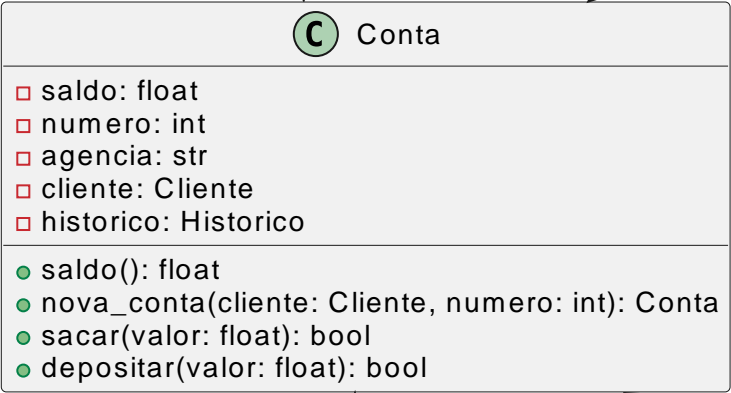 C Conta
saldo: float
numero: int
agencia: str
cliente: Cliente
historico: Historico
saldo(): float
nova_conta(cliente: Cliente, numero: int): Conta
sacar(valor: float): bool
depositar(valor: float): bool